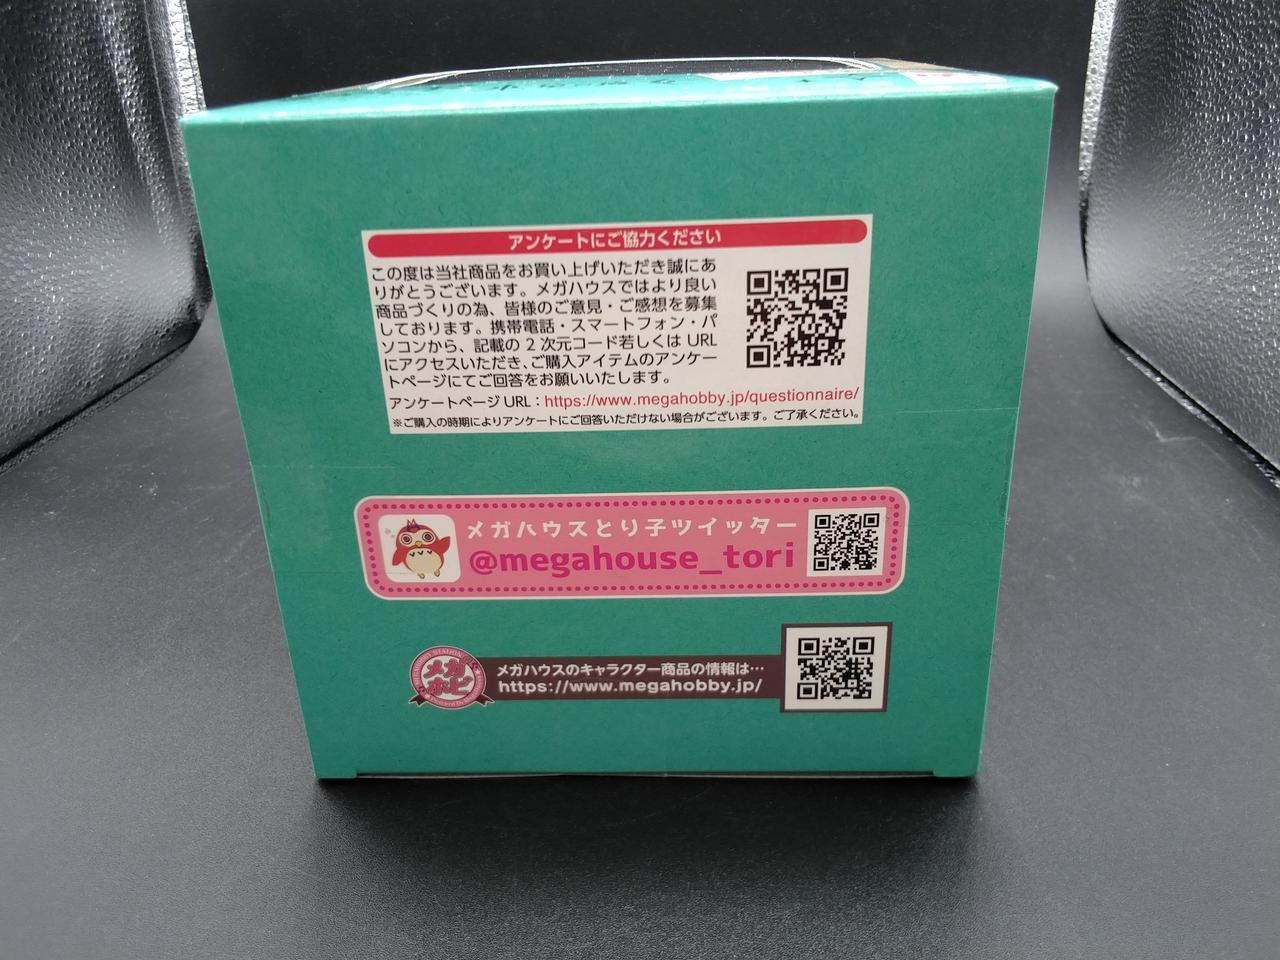 アンケートにご協力ください
この度は当社商品をお買い上げいただき誠にあ
りがとうございます。メガハウスではより良い
商品づくりの為、皆様のご意見・ご感想を募集
しております。携帯電話・スマートフォン・パ
ソコンから、記載の2次元コード若しくはURL
にアクセスいただき、ご購入アイテムのアンケー
トページにてご回答をお願いいたします。
アンケートページURL：https://www.megahobby.jp/questionnaire/
※ご購入の時期によりアンケートにご回答いただけない場合がございます。ご了承ください。
メガハウスとり子ツイッター
@megahouse_tori
メガ
ホビ
メガハウスのキャラクター商品の情報は…
https://www.megahobby.jp/